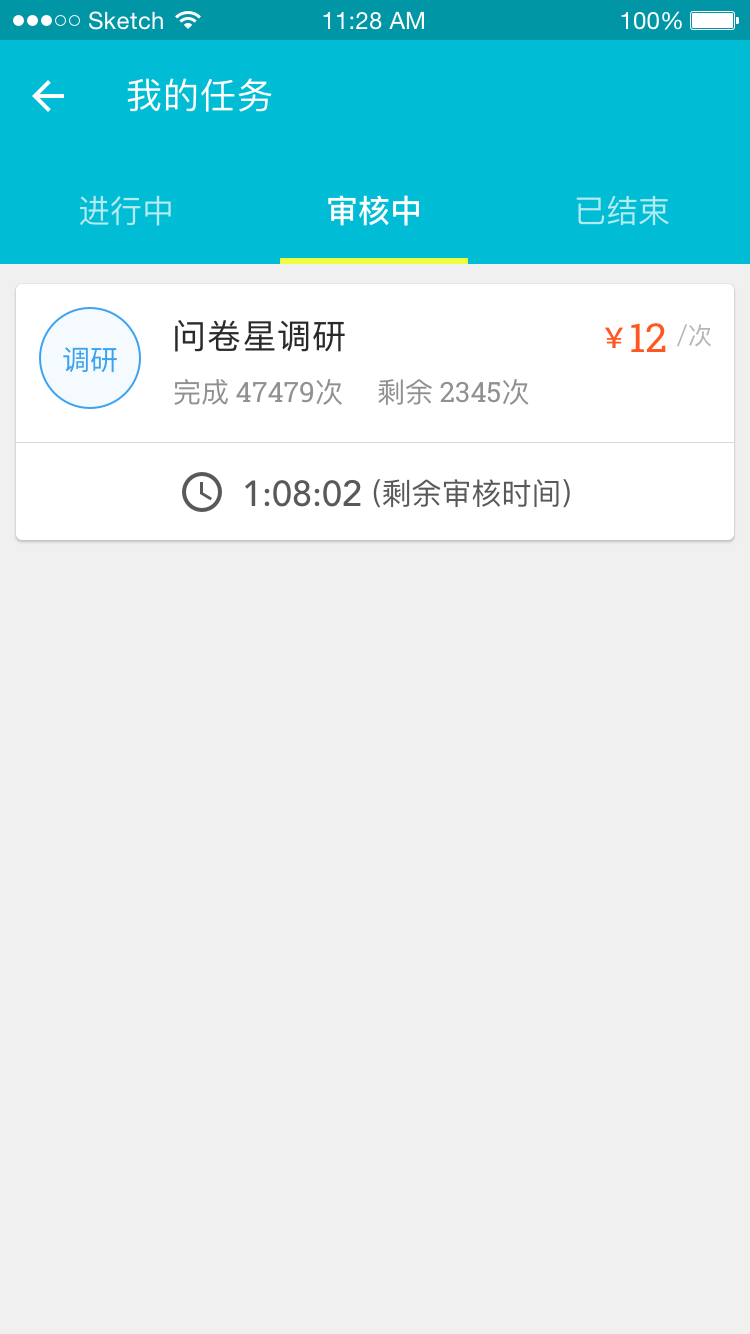 Sketch 11:28 AM 100%
我的任务
进行中 审核中 已结束
调研 问卷星调研 ¥12 /次
完成 47479次 剩余 2345次
1:08:02 (剩余审核时间)